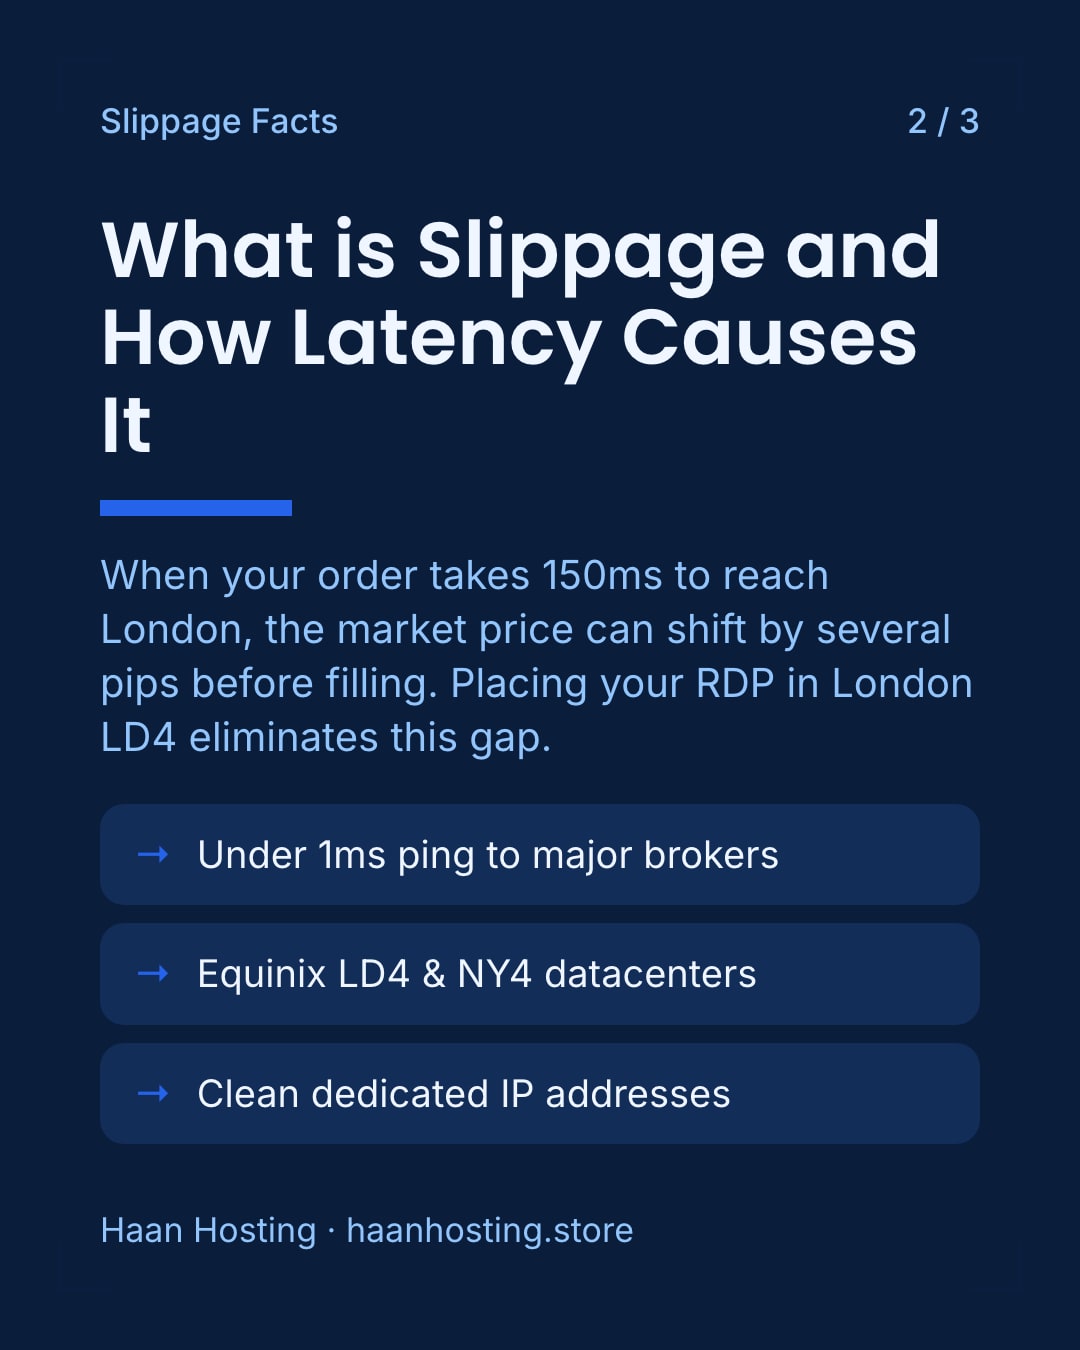 Slippage Facts
2 / 3
What is Slippage and
How Latency Causes
It
When your order takes 150ms to reach
London, the market price can shift by several
pips before filling. Placing your RDP in London
LD4 eliminates this gap.
→ Under 1ms ping to major brokers
→ Equinix LD4 & NY4 datacenters
→ Clean dedicated IP addresses
Haan Hosting · haanhosting.store